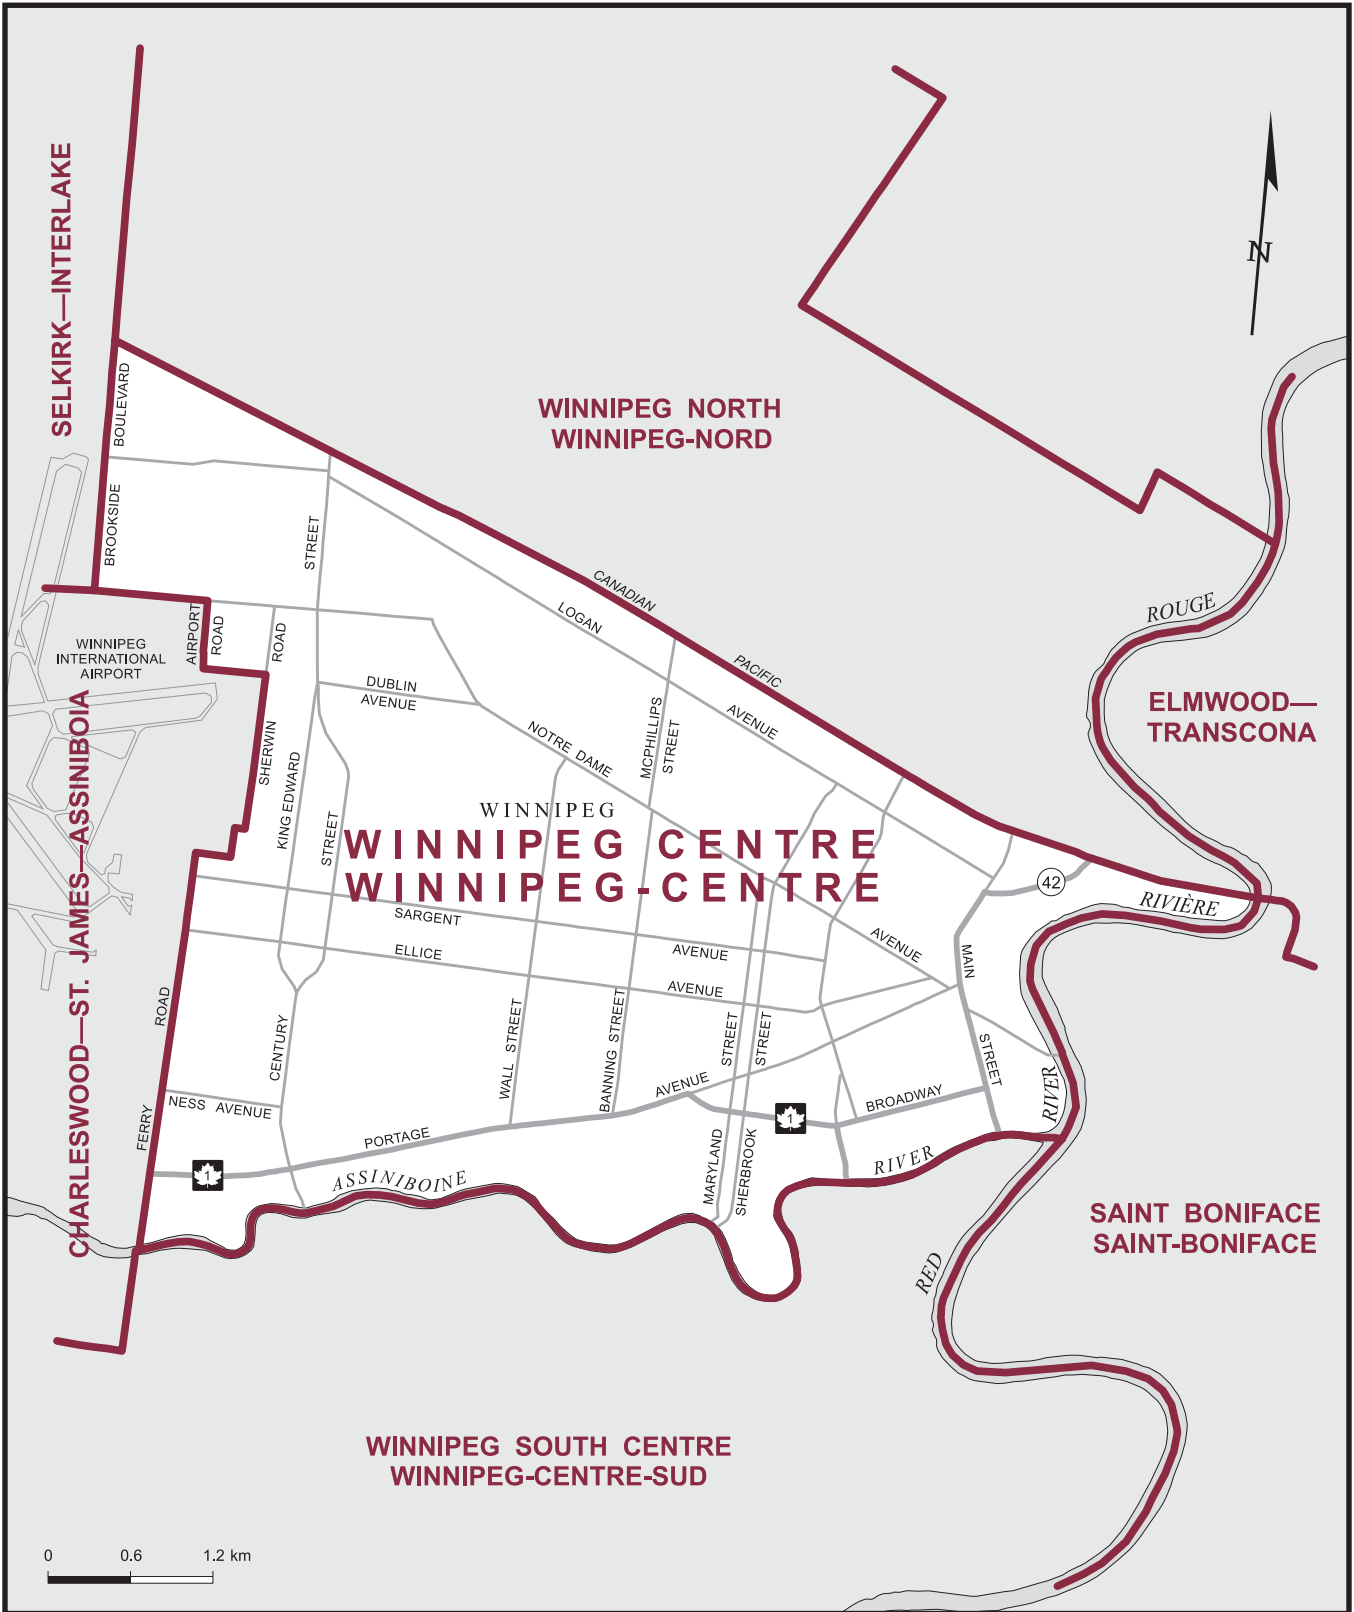 SELKIRK—INTERLAKE
N
BOULEVARD
BROOKSIDE
WINNIPEG NORTH
WINNIPEG-NORD
STREET
CANADIAN
PACIFIC
LOGAN
AVENUE
ROUGE
WINNIPEG
INTERNATIONAL
AIRPORT
AIRPORT
ROAD
ROAD
SHERWIN
DUBLIN
AVENUE
NOTRE DAME
AVENUE
MCPHILLIPS
STREET
ELMWOOD—
TRANSCONA
KING EDWARD
STREET
WINNIPEG
WINNIPEG CENTRE
WINNIPEG-CENTRE
42
RIVIÈRE
SARGENT
AVENUE
ELLICE
AVENUE
MAIN
STREET
CHARLESWOOD—ST. JAMES—ASSINIBOIA
ROAD
FERRY
CENTURY
WALL STREET
BANNING STREET
STREET
STREET
MARYLAND
SHERBROOK
NESS AVENUE
PORTAGE
AVENUE
BROADWAY
1
1
ASSINIBOINE
RIVER
RIVER
RED
SAINT BONIFACE
SAINT-BONIFACE
WINNIPEG SOUTH CENTRE
WINNIPEG-CENTRE-SUD
0 0.6 1.2 km